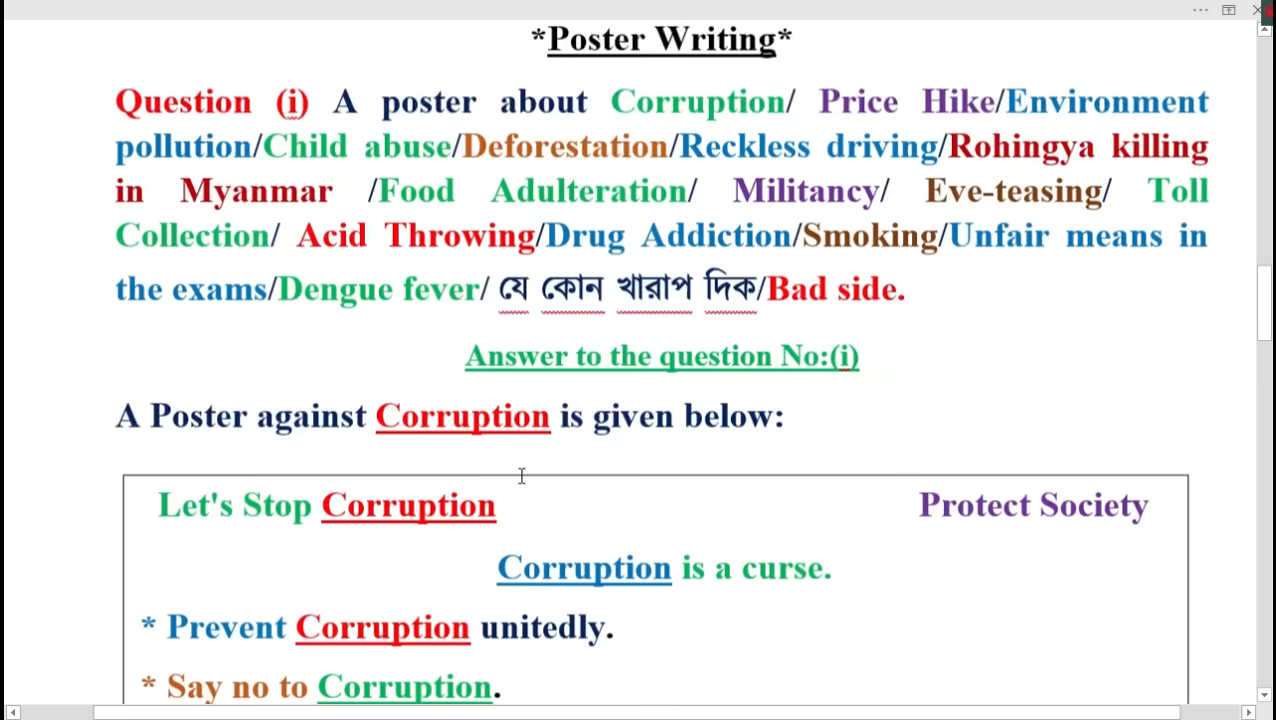 *Poster Writing*
Question (i) A poster about Corruption/ Price Hike/Environment
pollution/Child abuse/Deforestation/Reckless driving/Rohingya killing
in Myanmar /Food Adulteration/ Militancy/ Eve-teasing/ Toll
Collection/ Acid Throwing/Drug Addiction/Smoking/Unfair means in
the exams/Dengue fever/ যে কোন খারাপ দিক/Bad side.
Answer to the question No:(i)
A Poster against Corruption is given below:
Let's Stop Corruption Protect Society
Corruption is a curse.
* Prevent Corruption unitedly.
* Say no to Corruption.